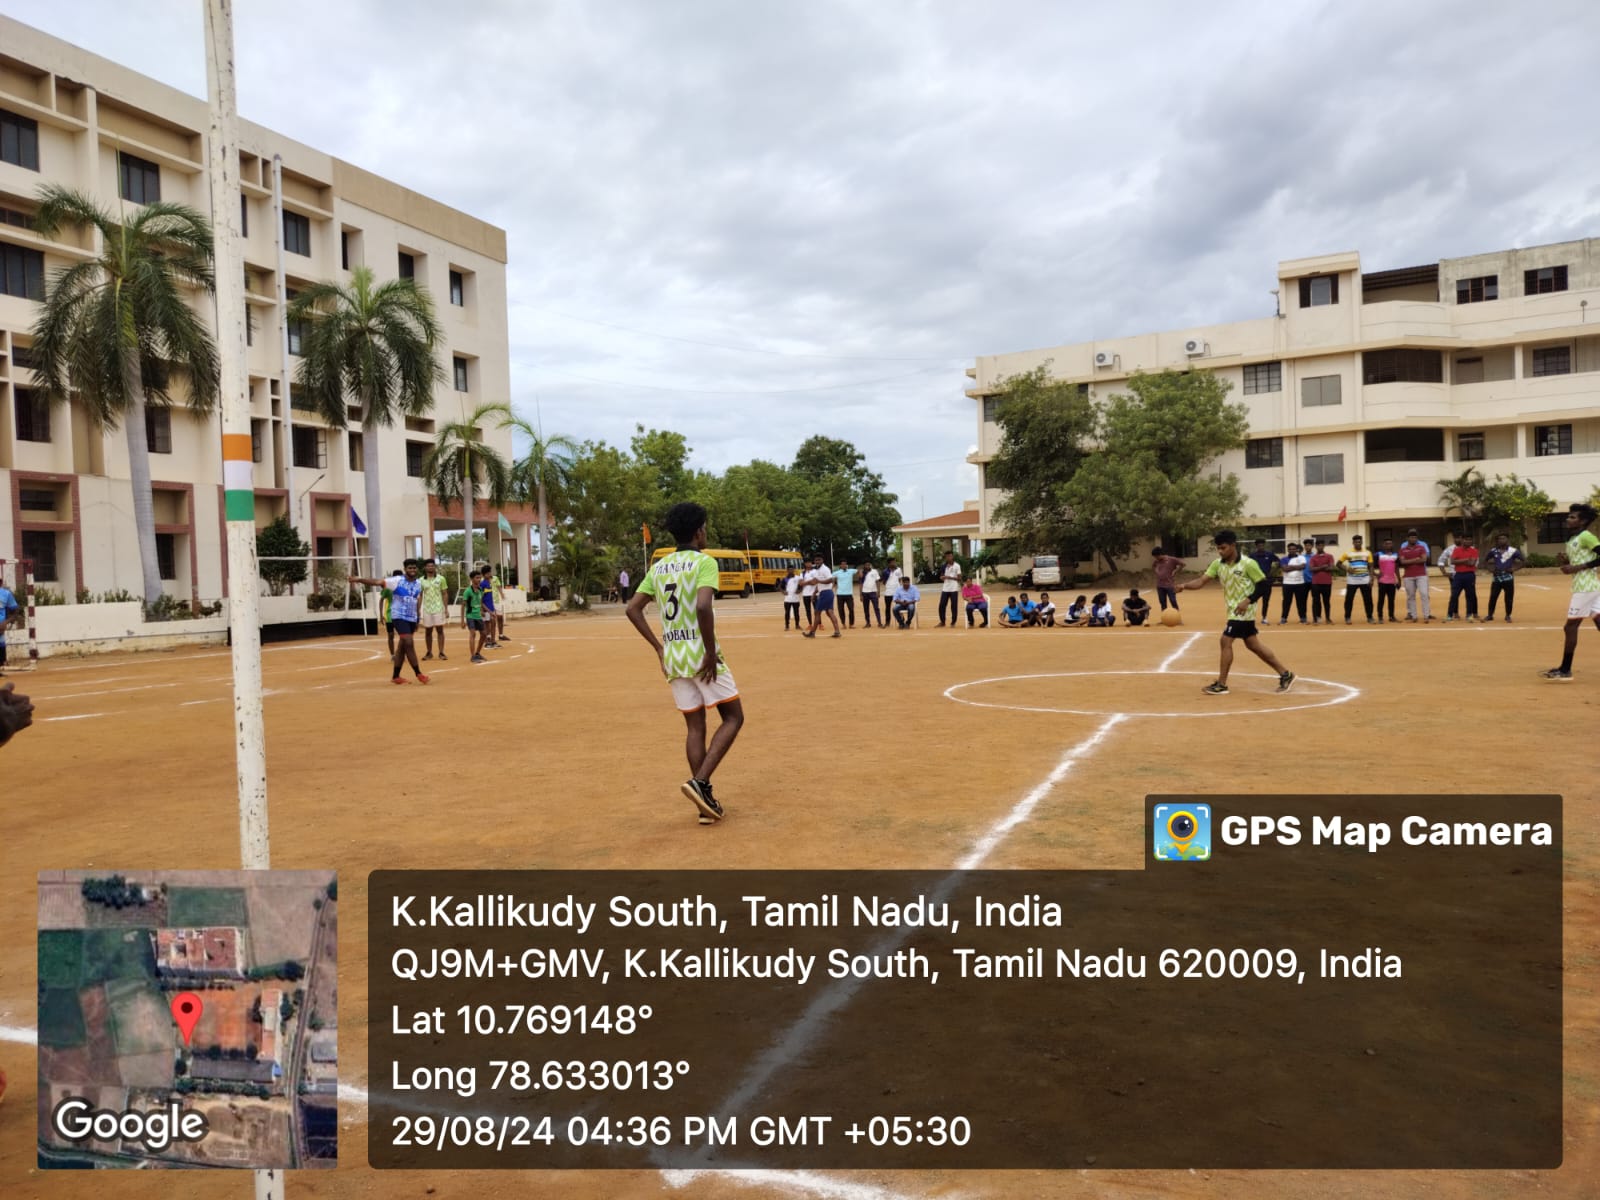 THANGAM
3
GPS Map Camera
K.Kallikudy South, Tamil Nadu, India
QJ9M+GMV, K.Kallikudy South, Tamil Nadu 620009, India
Lat 10.769148°
Long 78.633013°
29/08/24 04:36 PM GMT +05:30
Google